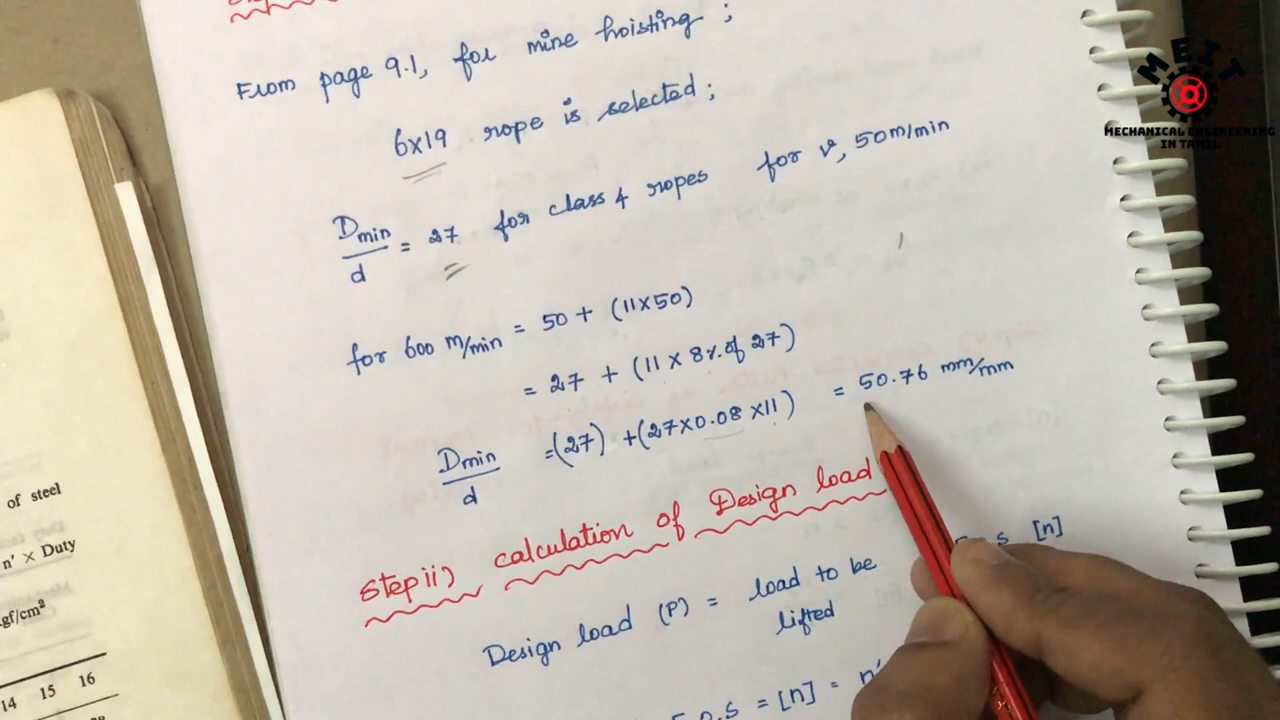 From page 9.1, for mine hoisting ;
6x19 rope is selected ;
Dmin/d = 27 for class 4 ropes for v, 50 m/min
for 600 m/min = 50 + (11x50)
= 27 + (11 x 8% of 27)
Dmin/d = (27) + (27x0.08 x11) = 50.76 mm/mm
Step ii) calculation of Design load
Design load (P) = load to be lifted [n]
= [n] = n'
of steel
n' × Duty
gf/cm²
14 15 16
MEIT
MECHANICAL ENGINEERING
IN TAMIL